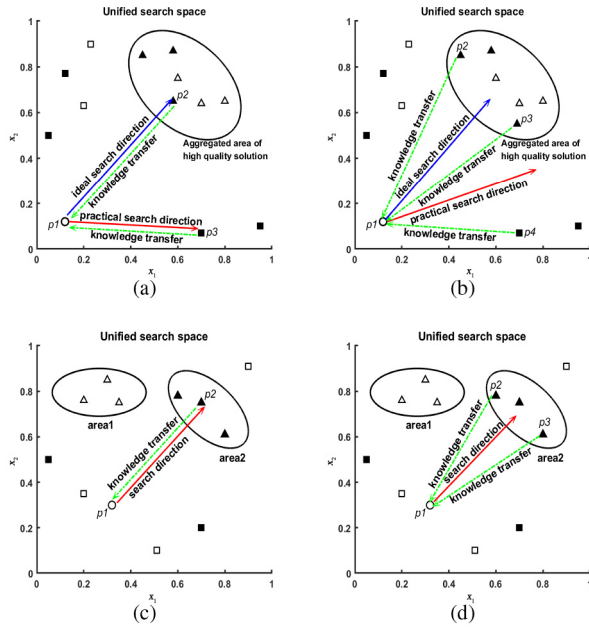 Unified search space
1
0.8
0.6
0.4
0.2
0
x2
0 0.2 0.4 0.6 0.8 1
x1
p2
ideal search direction
knowledge transfer
Aggregated area of
high quality solution
p1
practical search direction
knowledge transfer
p3
(a)
Unified search space
1
0.8
0.6
0.4
0.2
0
x2
0 0.2 0.4 0.6 0.8 1
x1
p2
knowledge transfer
ideal search direction
p3
knowledge transfer
Aggregated area of
high quality solution
practical search direction
p1
knowledge transfer
p4
(b)
Unified search space
1
0.8
0.6
0.4
0.2
0
x2
0 0.2 0.4 0.6 0.8 1
x1
area1
p2
knowledge transfer
search direction
area2
p1
(c)
Unified search space
1
0.8
0.6
0.4
0.2
0
x2
0 0.2 0.4 0.6 0.8 1
x1
area1
p2
knowledge transfer
search direction
p3
knowledge transfer
area2
p1
(d)